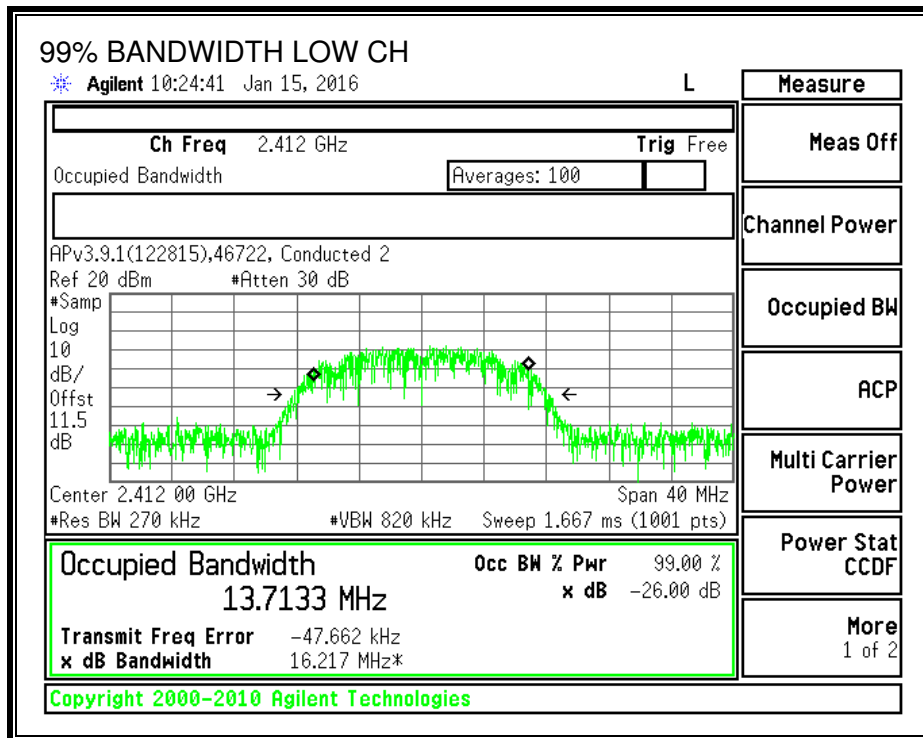 99% BANDWIDTH LOW CH
Agilent 10:24:41 Jan 15, 2016 L
Measure
Ch Freq 2.412 GHz Trig Free
Meas Off
Occupied Bandwidth Averages: 100
Channel Power
APv3.9.1(122815),46722, Conducted 2
Ref 20 dBm #Atten 30 dB
#Samp
Log
10
dB/
Offst
11.5
dB
Occupied BW
ACP
Multi Carrier
Power
Center 2.412 00 GHz Span 40 MHz
#Res BW 270 kHz #VBW 820 kHz Sweep 1.667 ms (1001 pts)
Power Stat
CCDF
Occupied Bandwidth Occ BW % Pwr 99.00 %
13.7133 MHz x dB -26.00 dB
Transmit Freq Error -47.662 kHz
x dB Bandwidth 16.217 MHz*
More
1 of 2
Copyright 2000-2010 Agilent Technologies